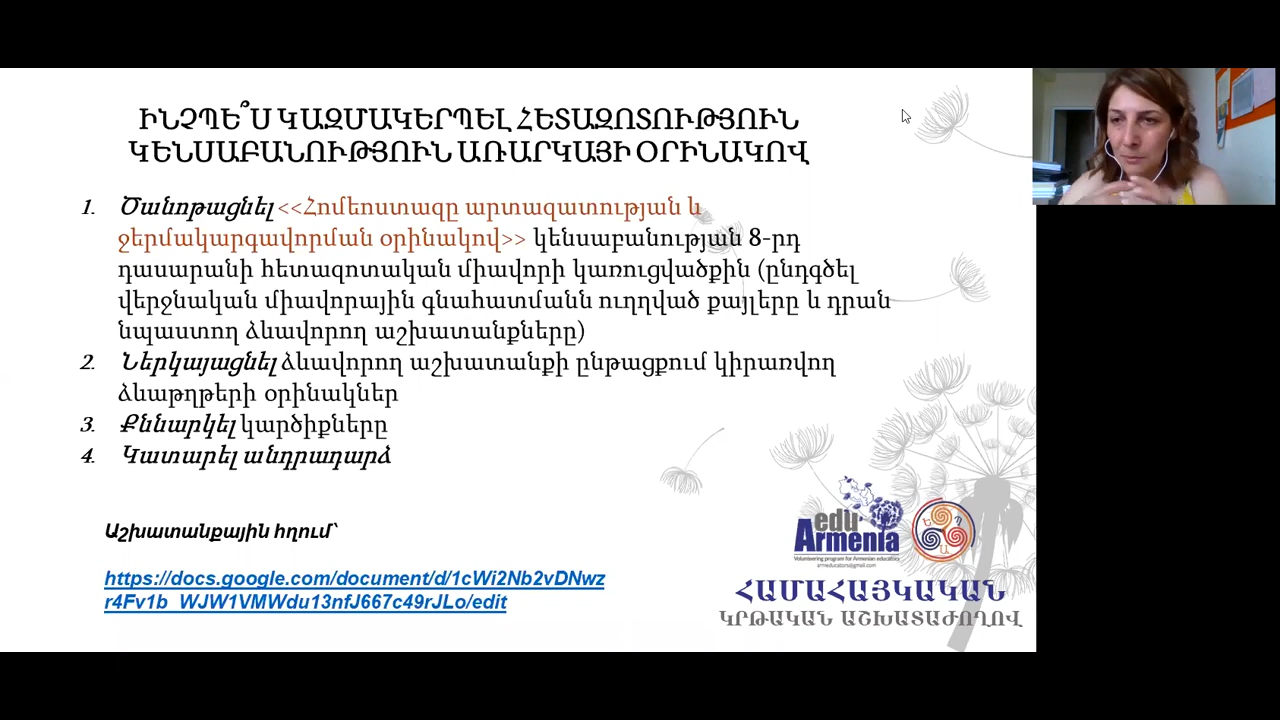 ԻՆՉՊԵ՞Ս ԿԱԶՄԱԿԵՐՊԵԼ ՀԵՏԱԶՈՏՈՒԹՅՈՒՆ
ԿԵՆՍԱԲԱՆՈՒԹՅՈՒՆ ԱՌԱՐԿԱՅԻ ՕՐԻՆԱԿՈՎ
1. Ծանոթացնել <<Հոմեոստազը արտազատության և
ջերմակարգավորման օրինակով>> կենսաբանության 8-րդ
դասարանի հետազոտական միավորի կառուցվածքին (ընդգծել
վերջնական միավորային գնահատմանն ուղղված քայլերը և դրան
նպաստող ձևավորող աշխատանքները)
2. Ներկայացնել ձևավորող աշխատանքի ընթացքում կիրառվող
ձևաթղթերի օրինակներ
3. Քննարկել կարծիքները
4. Կատարել անդրադարձ
Աշխատանքային հղում՝
https://docs.google.com/document/d/1cWi2Nb2vDNwz
r4Fv1b_WJW1VMWdu13nfJ667c49rJLo/edit
edu
Armenia
Volunteering program for Armenian educators
armeducators@gmail.com
Ե Պ
Ա
ՀԱՄԱՀԱՅԿԱԿԱՆ
ԿՐԹԱԿԱՆ ԱՇԽԱՏԱԺՈՂՈՎ